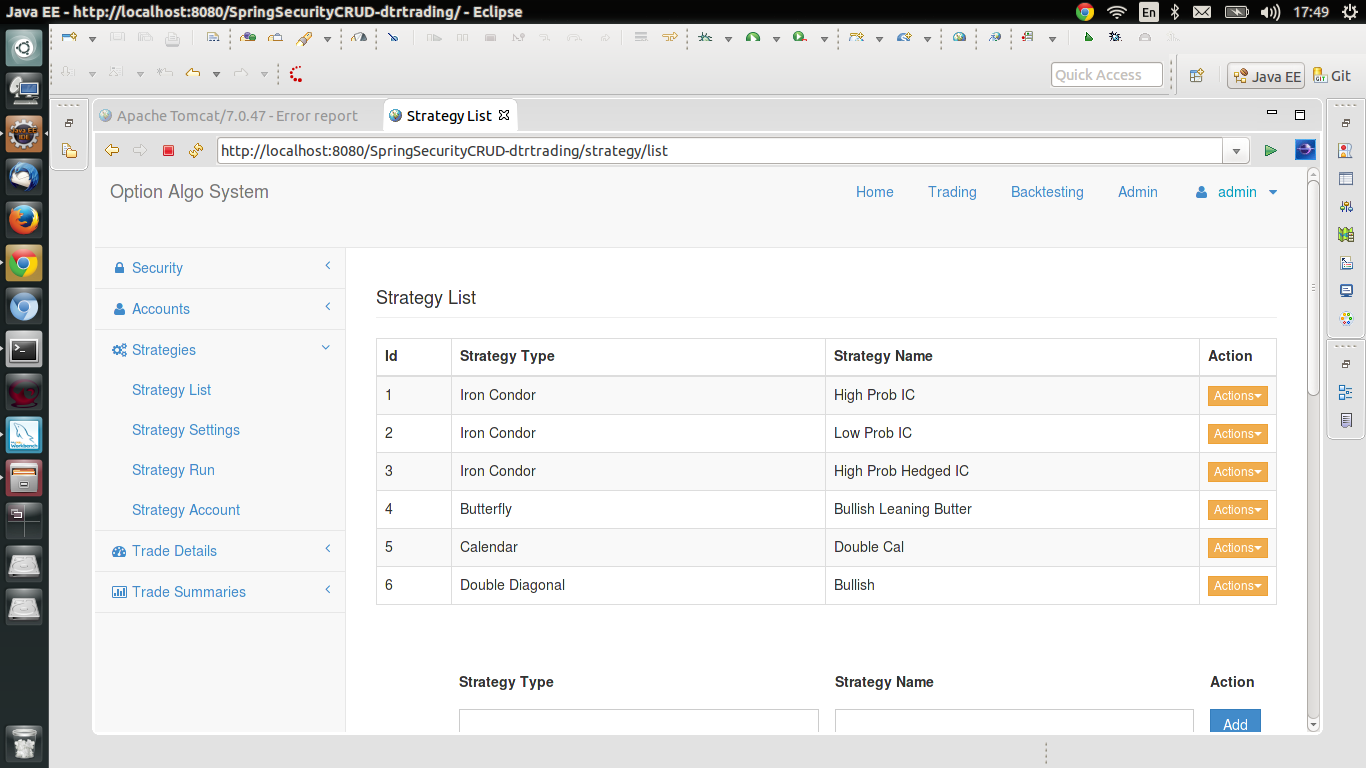 Java EE - http://localhost:8080/SpringSecurityCRUD-dtrtrading/ - Eclipse
En
17:49
Quick Access
Java EE
Git
Apache Tomcat/7.0.47 - Error report
Strategy List
http://localhost:8080/SpringSecurityCRUD-dtrtrading/strategy/list
Option Algo System
Home Trading Backtesting Admin admin
Security
Accounts
Strategies
Strategy List
Strategy Settings
Strategy Run
Strategy Account
Trade Details
Trade Summaries
Strategy List
Id Strategy Type Strategy Name Action
1 Iron Condor High Prob IC Actions
2 Iron Condor Low Prob IC Actions
3 Iron Condor High Prob Hedged IC Actions
4 Butterfly Bullish Leaning Butter Actions
5 Calendar Double Cal Actions
6 Double Diagonal Bullish Actions
Strategy Type Strategy Name Action
Add